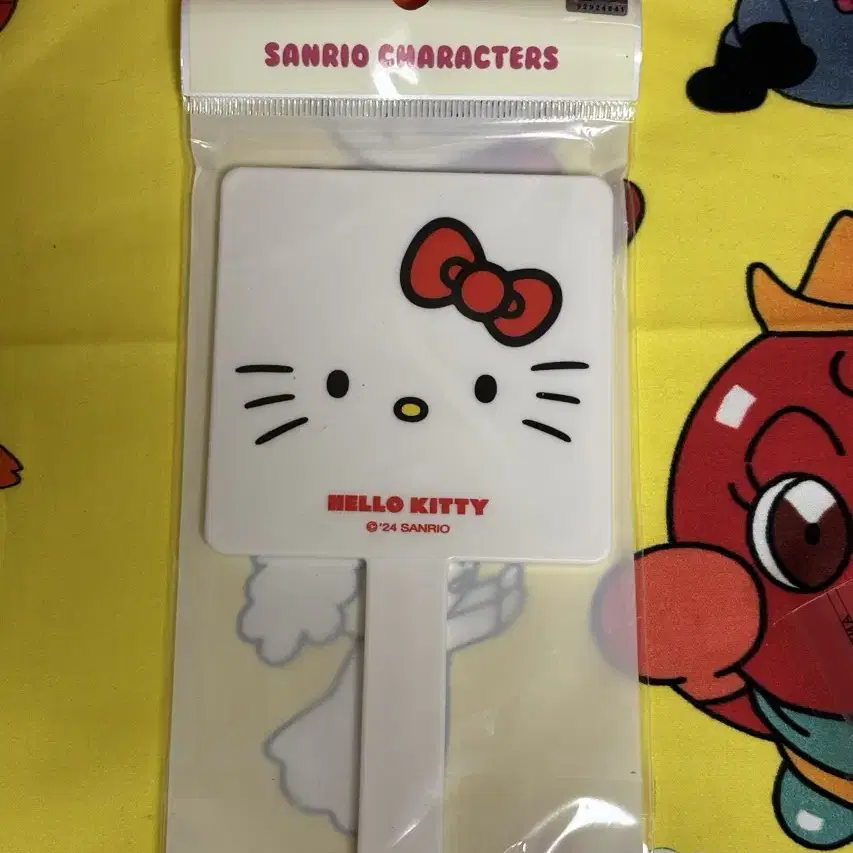 SANRIO CHARACTERS
HELLO KITTY
©'24 SANRIO